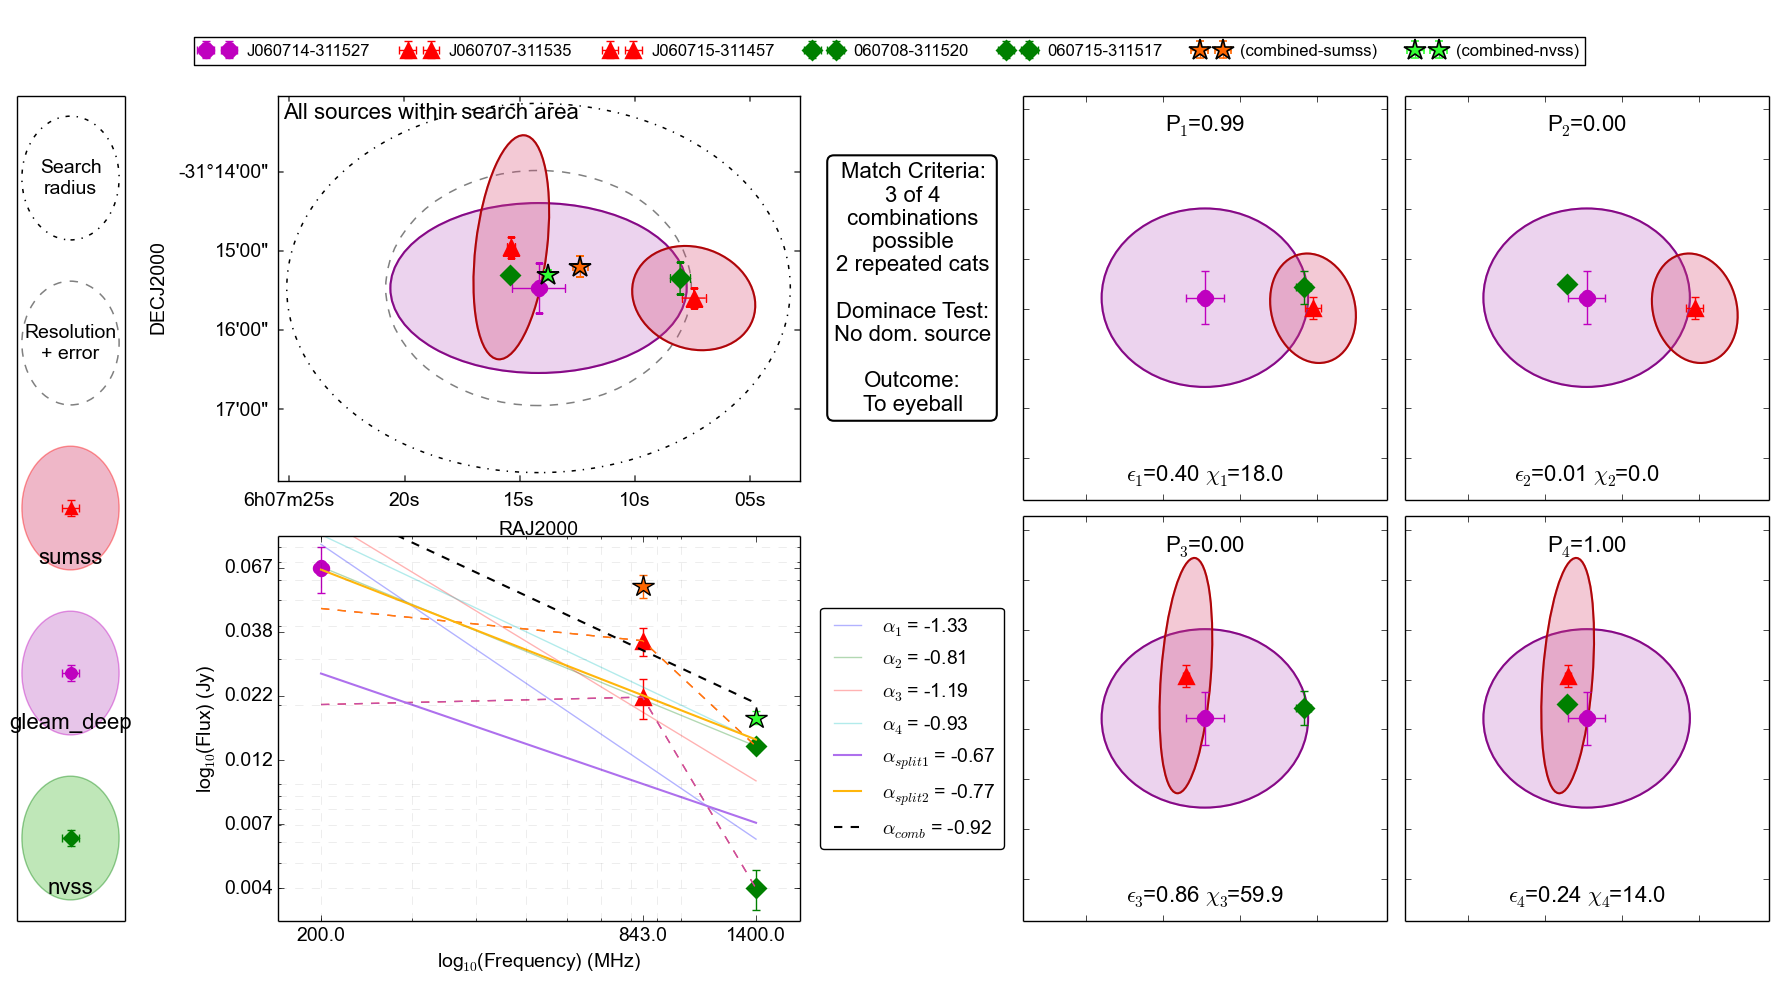 J060714-311527 J060707-311535 J060715-311457 060708-311520 060715-311517 (combined-sumss) (combined-nvss)
Search
radius
Resolution
+ error
sumss
gleam_deep
nvss
All sources within search area
DECJ2000
-31°14'00"
15'00"
16'00"
17'00"
6h07m25s 20s 15s 10s 05s
RAJ2000
Match Criteria:
3 of 4
combinations
possible
2 repeated cats
Dominace Test:
No dom. source
Outcome:
To eyeball
P1=0.99
ϵ1=0.40 χ1=18.0
P2=0.00
ϵ2=0.01 χ2=0.0
P3=0.00
ϵ3=0.86 χ3=59.9
P4=1.00
ϵ4=0.24 χ4=14.0
log10(Flux) (Jy)
0.067
0.038
0.022
0.012
0.007
0.004
200.0 843.0 1400.0
log10(Frequency) (MHz)
α1 = -1.33
α2 = -0.81
α3 = -1.19
α4 = -0.93
αsplit1 = -0.67
αsplit2 = -0.77
αcomb = -0.92